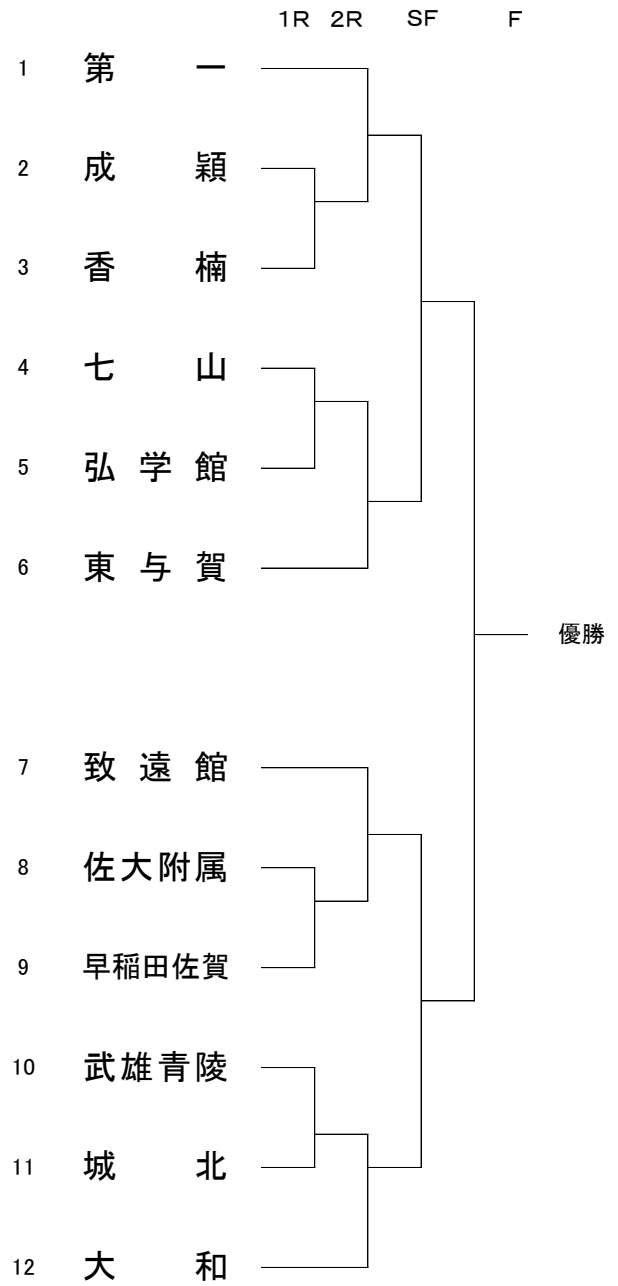 1R 2R SF F
1 第一
2 成穎
3 香楠
4 七山
5 弘学館
6 東与賀
優勝
7 致遠館
8 佐大附属
9 早稲田佐賀
10 武雄青陵
11 城北
12 大和